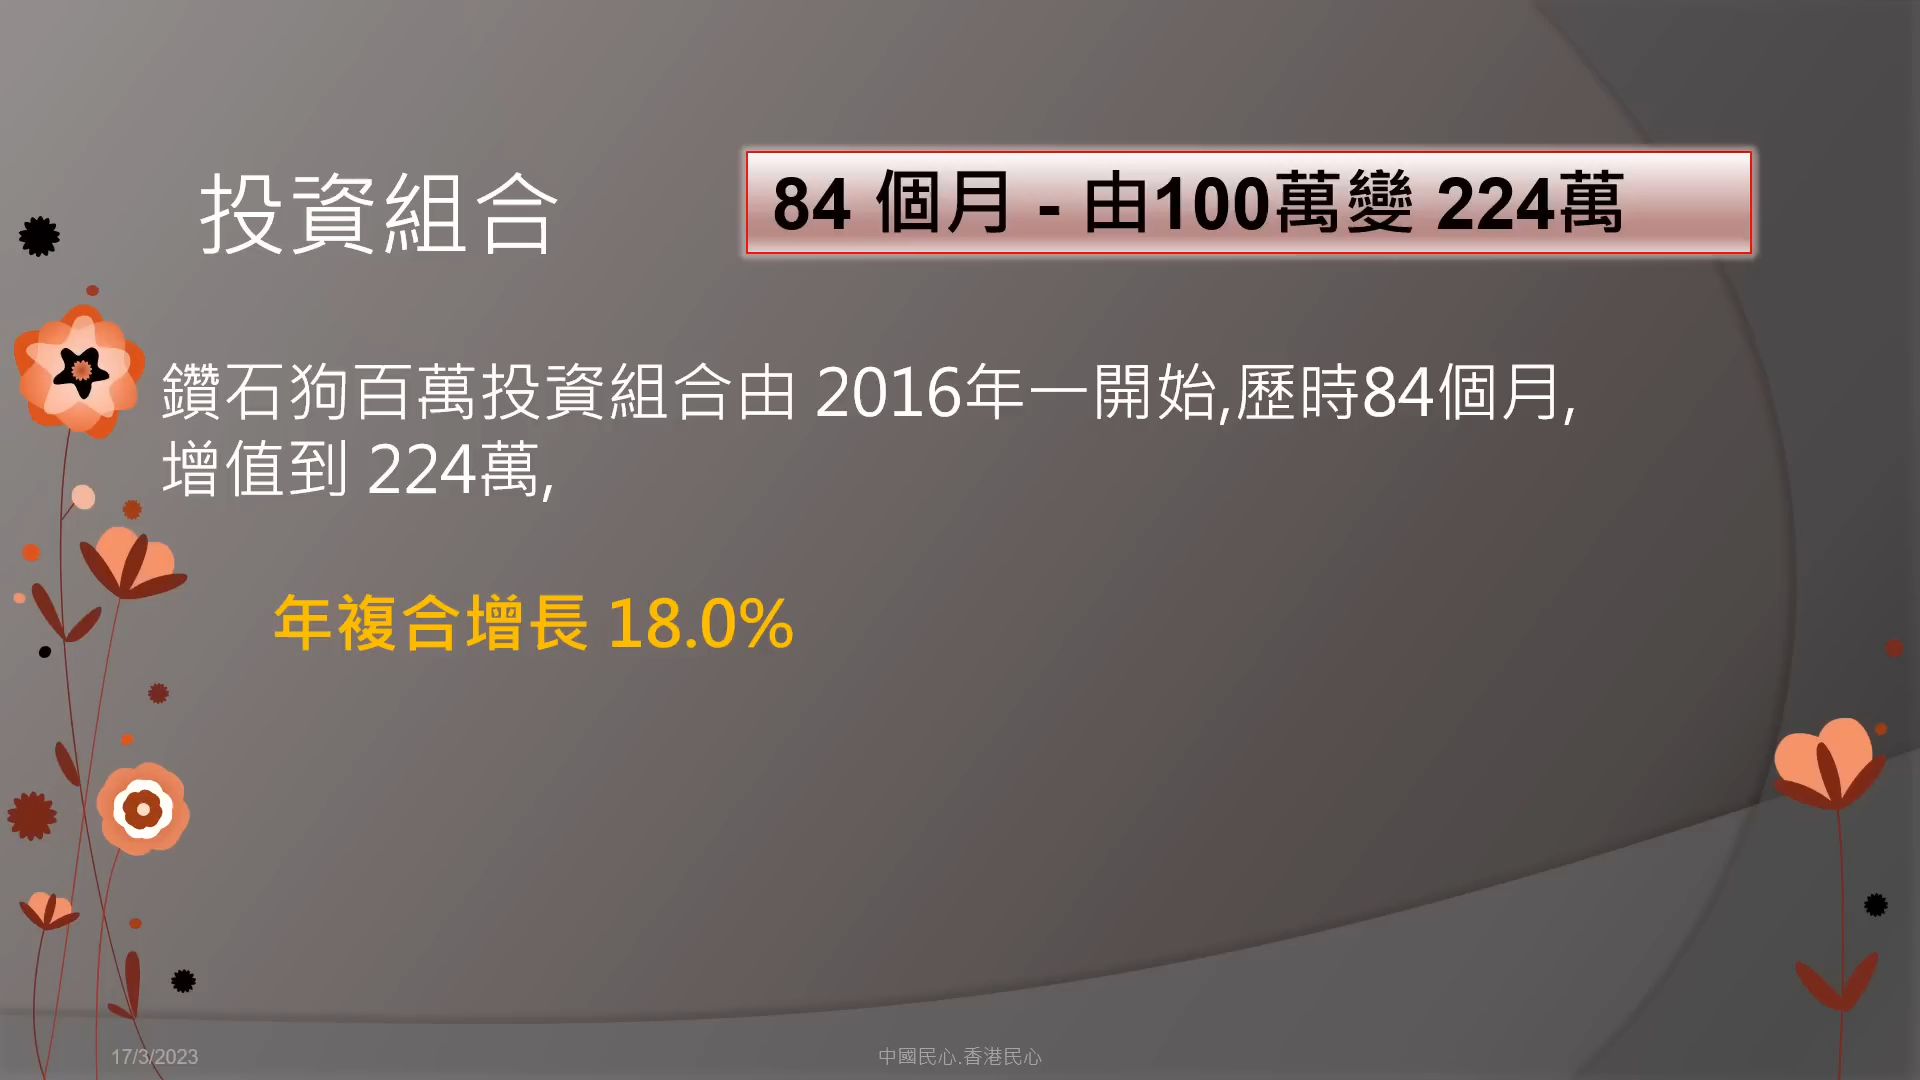 投資組合
84 個月 - 由100萬變 224萬
鑽石狗百萬投資組合由 2016年一開始,歷時84個月,
增值到 224萬,
年複合增長 18.0%
17/3/2023
中國民心.香港民心